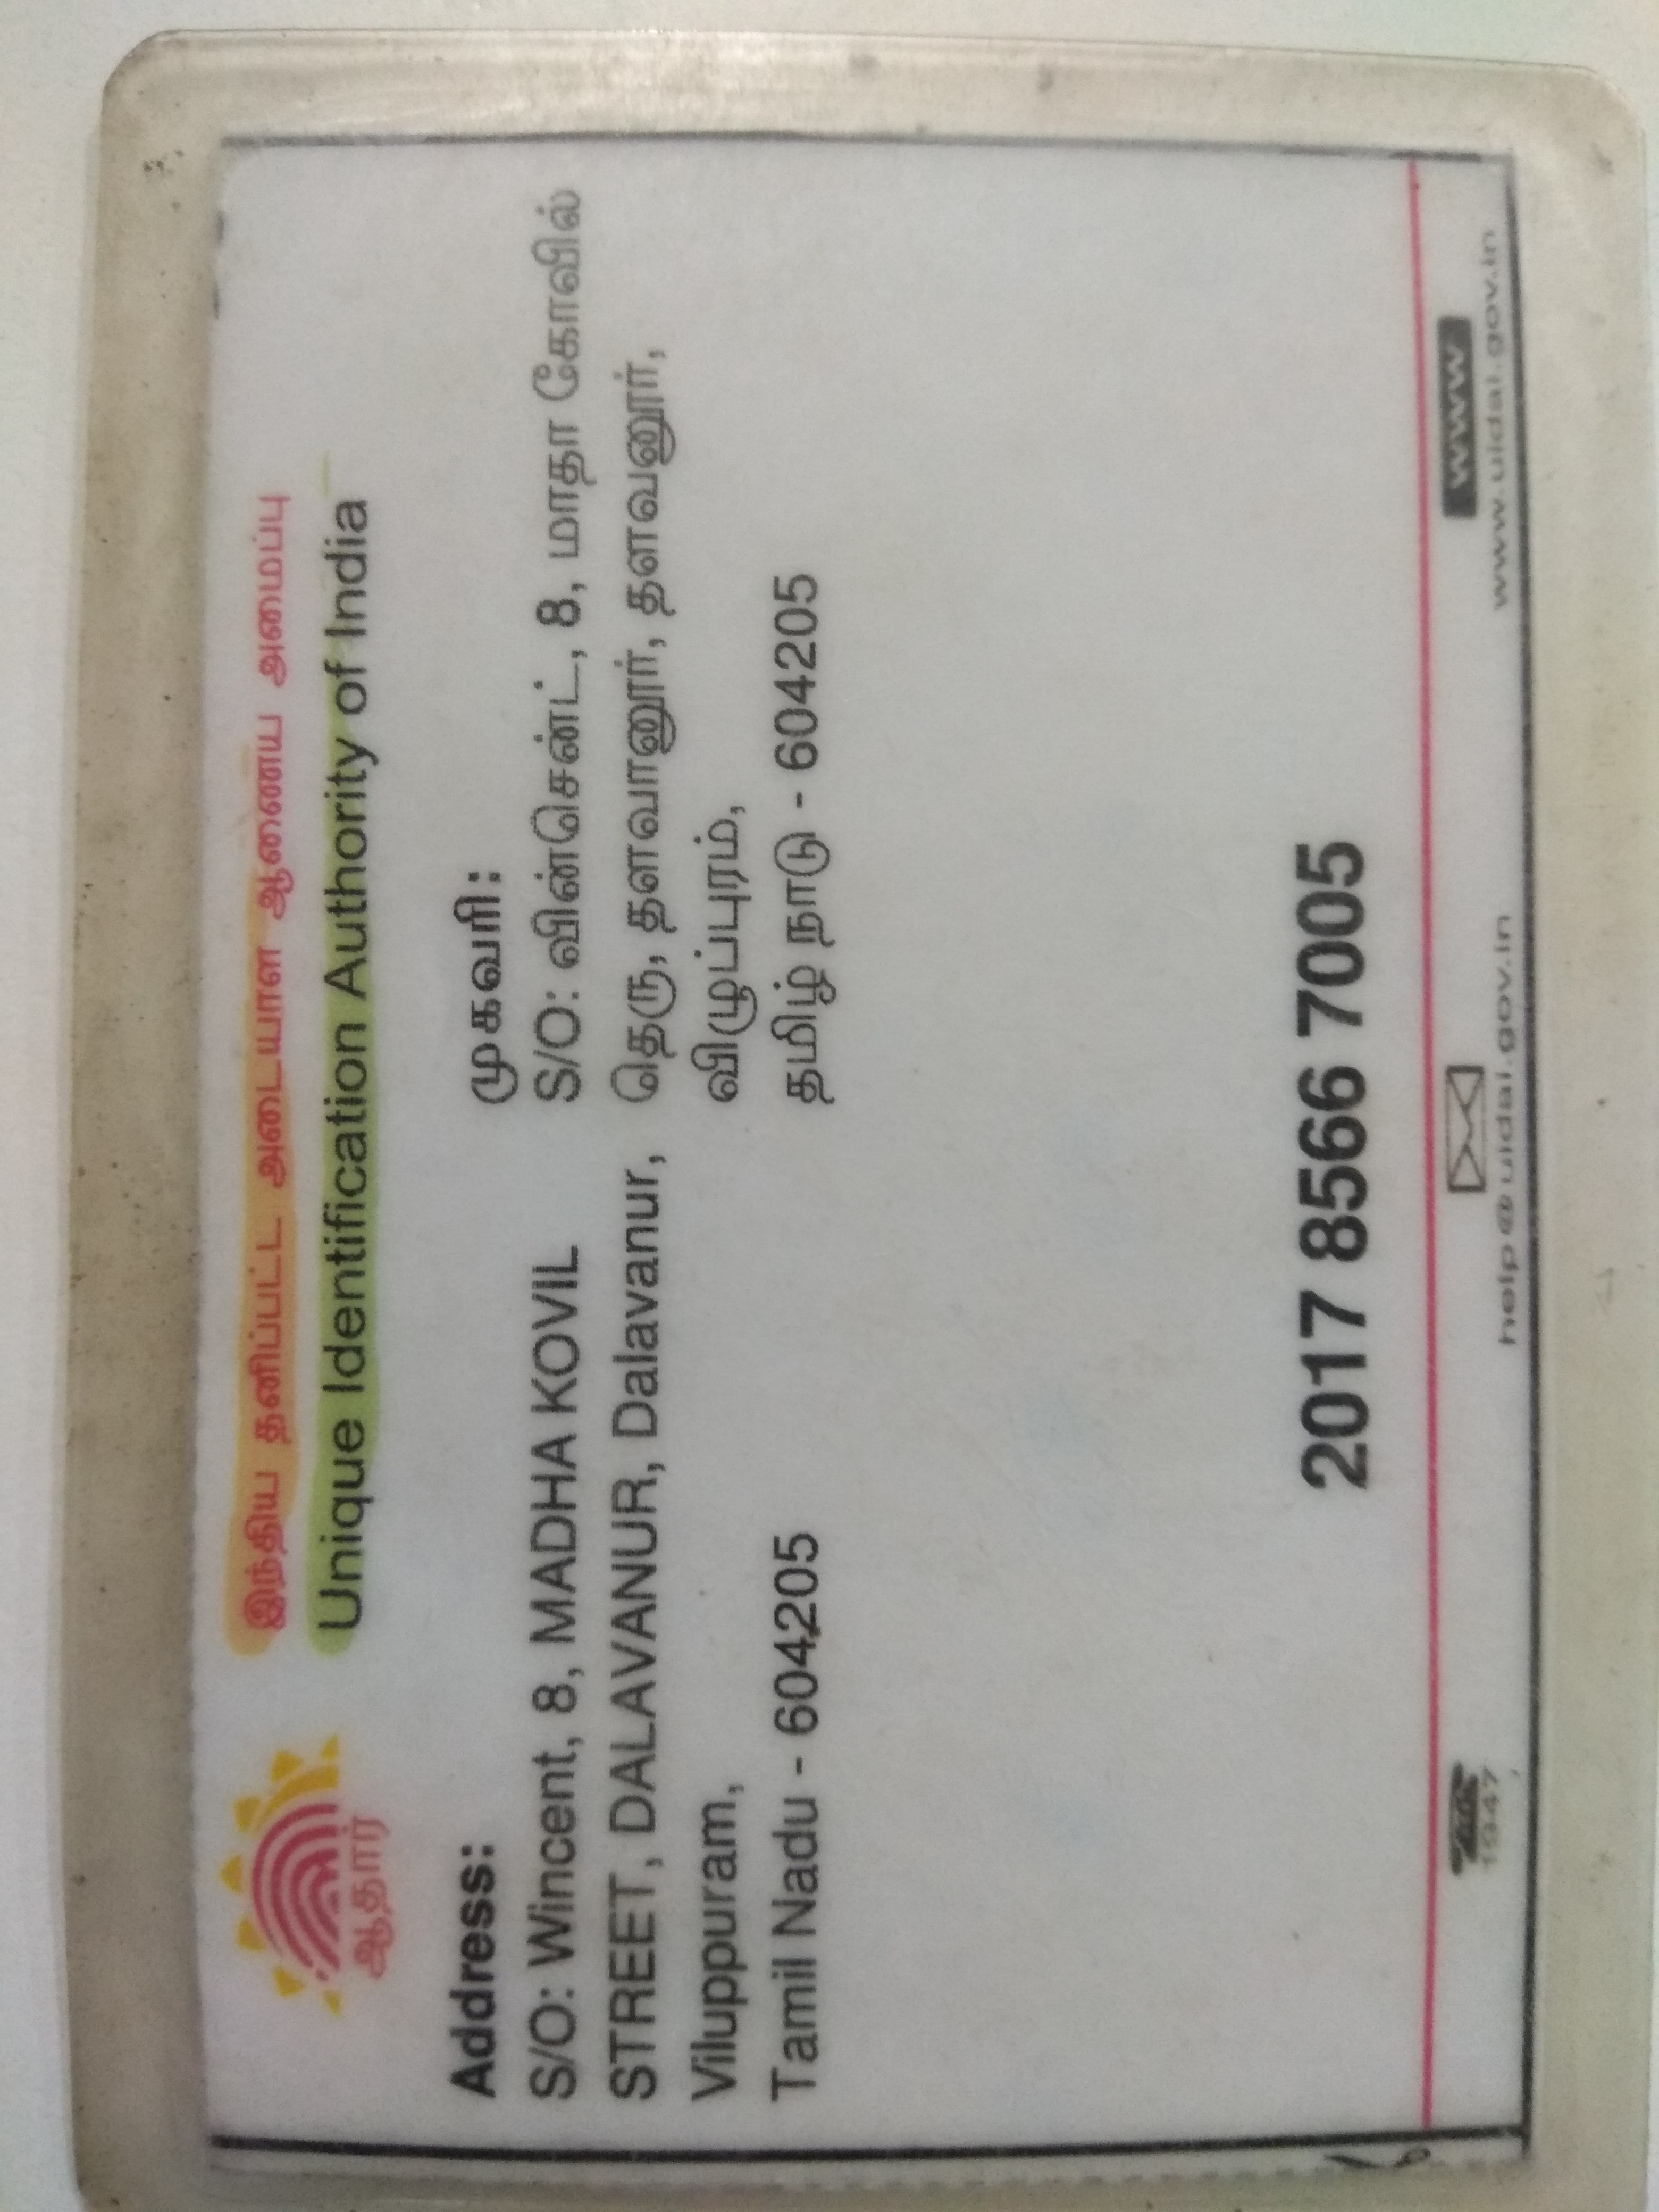 இந்திய தனிப்பட்ட அடையாள ஆணைய அமைப்பு
Unique Identification Authority of India
ஆதார்
Address:
S/O: Wincent, 8, MADHA KOVIL
STREET, DALAVANUR, Dalavanur,
Viluppuram,
Tamil Nadu - 604205
முகவரி:
S/O: வின்செண்ட், 8, மாதா கோவில்
தெரு, தளவானூர், தளவனூர்,
விழுப்புரம்,
தமிழ் நாடு - 604205
2017 8566 7005
1947
help@uidai.gov.in
www
www.uidai.gov.in